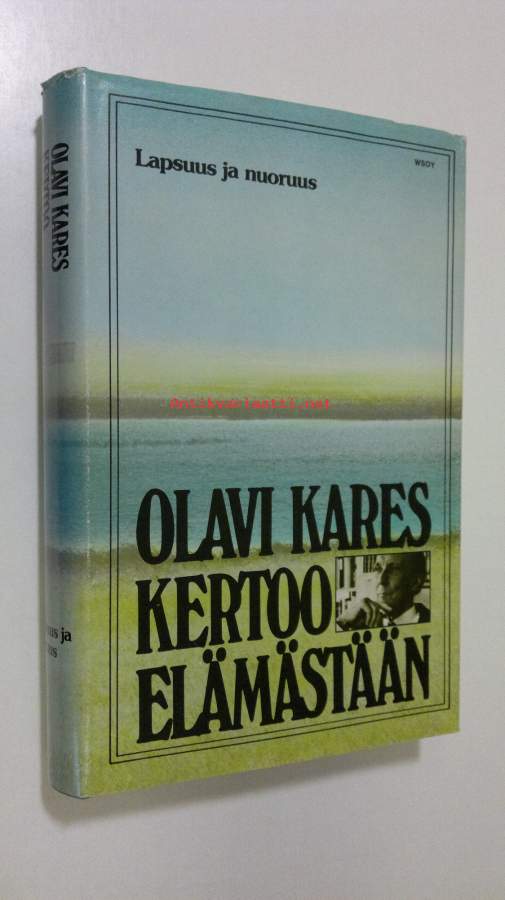 Lapsuus ja nuoruus
WSOY
Antikvariaatti.net
OLAVI KARES
KERTOO
ELÄMÄSTÄÄN
OLAVI KARES